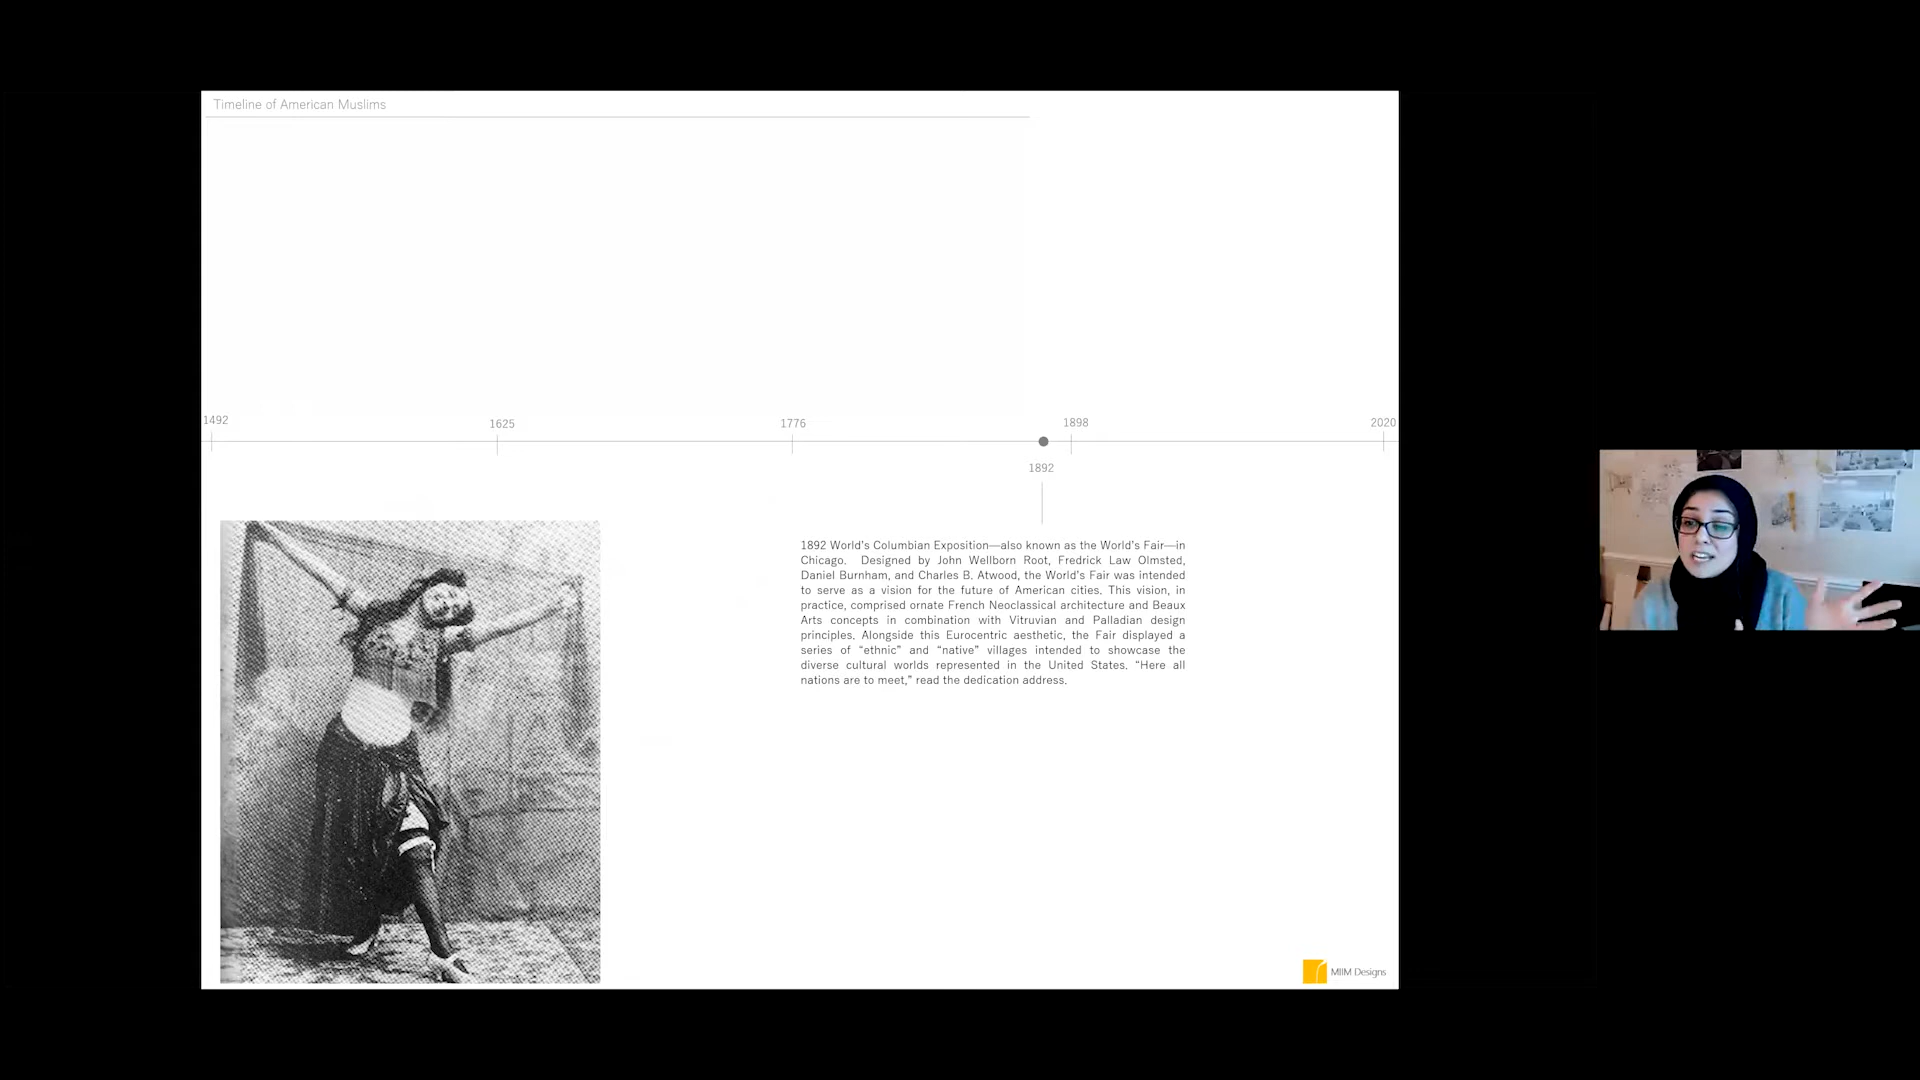 Timeline of American Muslims
1492
1625
1776
1898
2020
1892
1892 World's Columbian Exposition—also known as the World's Fair—in
Chicago. Designed by John Wellborn Root, Fredrick Law Olmsted,
Daniel Burnham, and Charles B. Atwood, the World's Fair was intended
to serve as a vision for the future of American cities. This vision, in
practice, comprised ornate French Neoclassical architecture and Beaux
Arts concepts in combination with Vitruvian and Palladian design
principles. Alongside this Eurocentric aesthetic, the Fair displayed a
series of “ethnic” and “native” villages intended to showcase the
diverse cultural worlds represented in the United States. “Here all
nations are to meet,” read the dedication address.
MIIM Designs